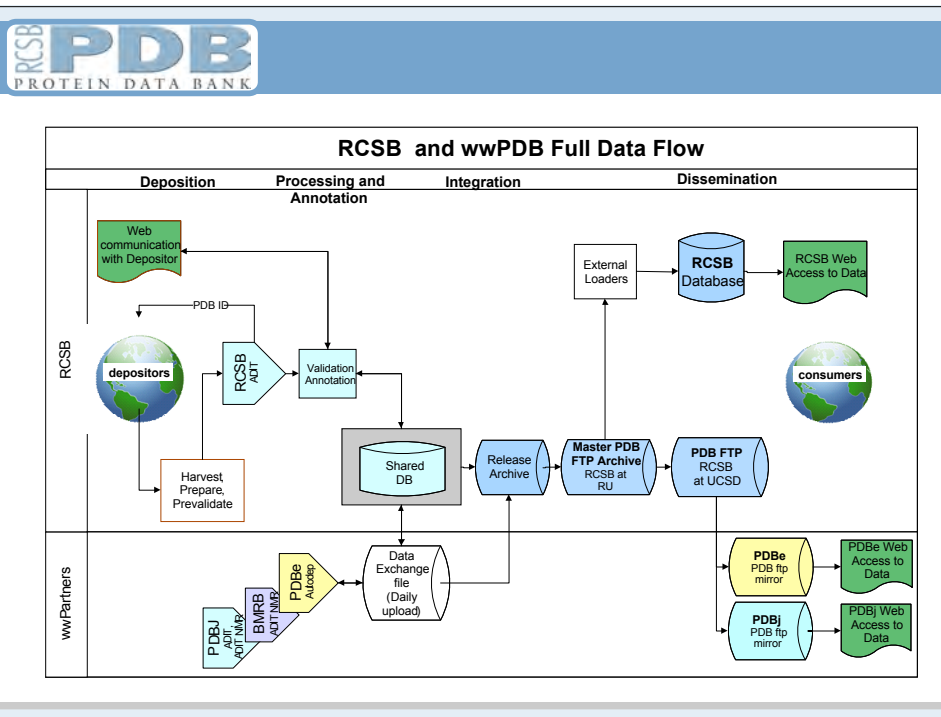 RCSB
PDB
PROTEIN DATA BANK
RCSB and wwPDB Full Data Flow
Deposition
Processing and
Annotation
Integration
Dissemination
RCSB
Web
communication
with Depositor
PDB ID
depositors
RCSB
ADIT
Validation
Annotation
Harvest,
Prepare,
Prevalidate
Shared
DB
Release
Archive
External
Loaders
RCSB
Database
RCSB Web
Access to Data
consumers
Master PDB
FTP Archive
RCSB at
RU
PDB FTP
RCSB
at UCSD
wwPartners
PDBJ
ADIT,
ADIT NMR
BMRB
ADIT NMR
PDBe
Autodep
Data
Exchange
file
(Daily
upload)
PDBe
PDB ftp
mirror
PDBe Web
Access to
Data
PDBj
PDB ftp
mirror
PDBj Web
Access to
Data